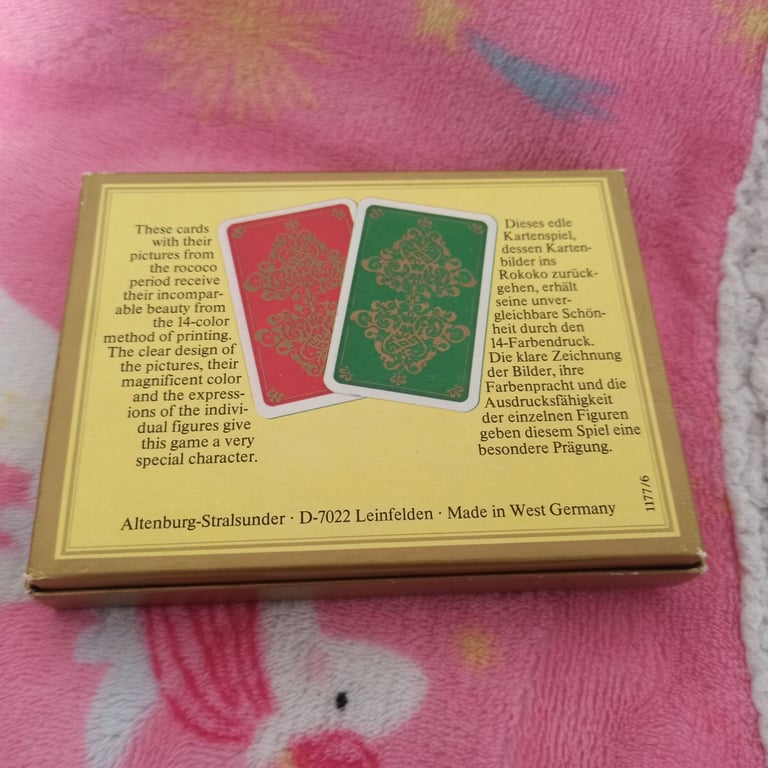 These cards
with their
pictures from
the rococo
period receive
their incompar-
able beauty from
the 14-color
method of printing.
The clear design of
the pictures, their
magnificent color
and the express-
ions of the indivi-
dual figures give
this game a very
special character.
Dieses edle
Kartenspiel,
dessen Karten-
bilder ins
Rokoko zurück-
gehen, erhält
seine unver-
gleichbare Schön-
heit durch den
14-Farbendruck.
Die klare Zeichnung
der Bilder, ihre
Farbenpracht und die
Ausdrucksfähigkeit
der einzelnen Figuren
geben diesem Spiel eine
besondere Prägung.
Altenburg-Stralsunder · D-7022 Leinfelden · Made in West Germany
1177/6